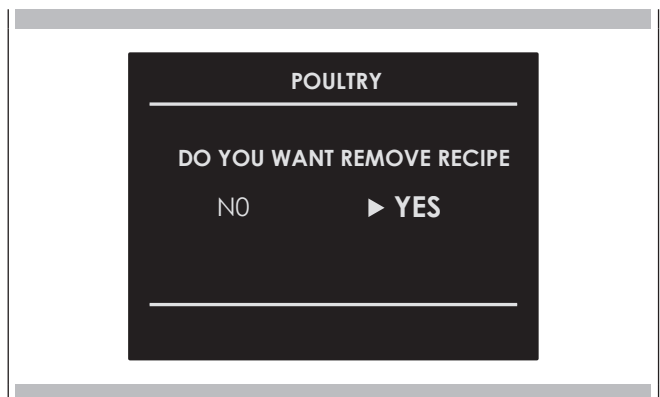 POULTRY
DO YOU WANT REMOVE RECIPE
N0 ▶ YES